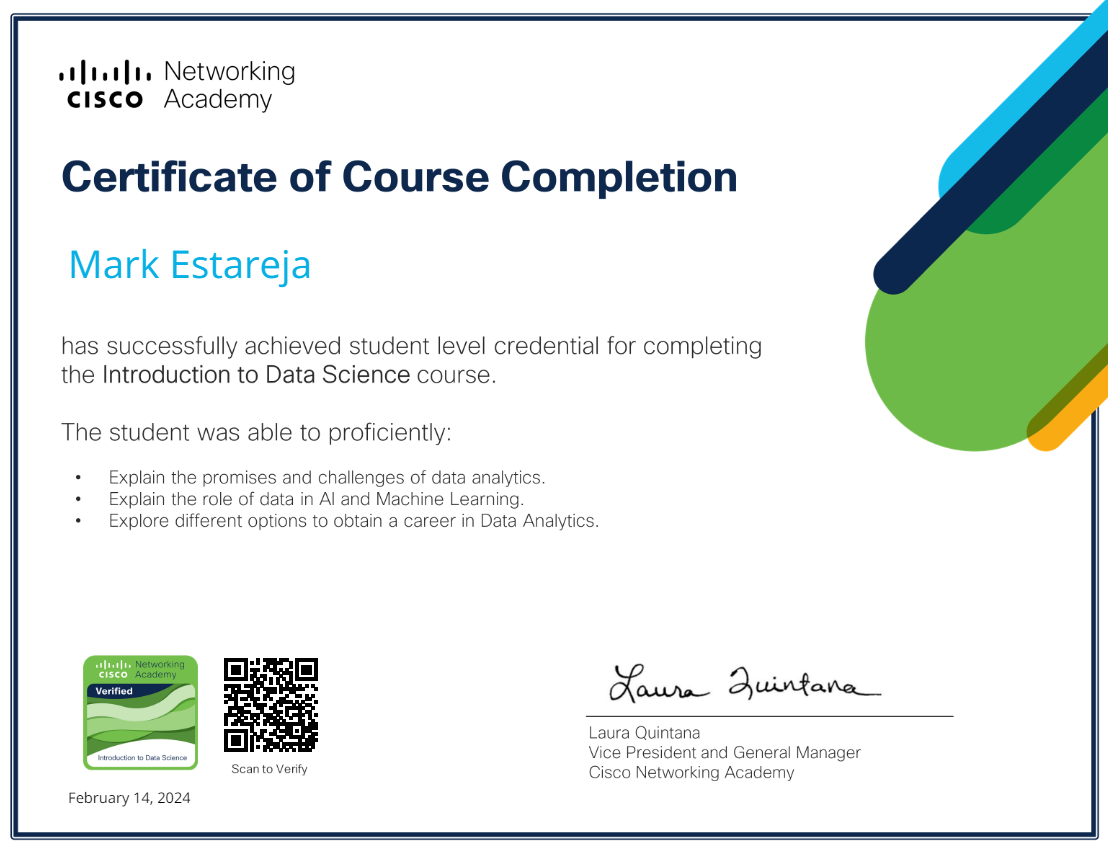 Networking
CISCO Academy
Certificate of Course Completion
Mark Estareja
has successfully achieved student level credential for completing
the Introduction to Data Science course.
The student was able to proficiently:
• Explain the promises and challenges of data analytics.
• Explain the role of data in AI and Machine Learning.
• Explore different options to obtain a career in Data Analytics.
Networking
CISCO Academy
Verified
Introduction to Data Science
Scan to Verify
February 14, 2024
Laura Quintana
Laura Quintana
Vice President and General Manager
Cisco Networking Academy